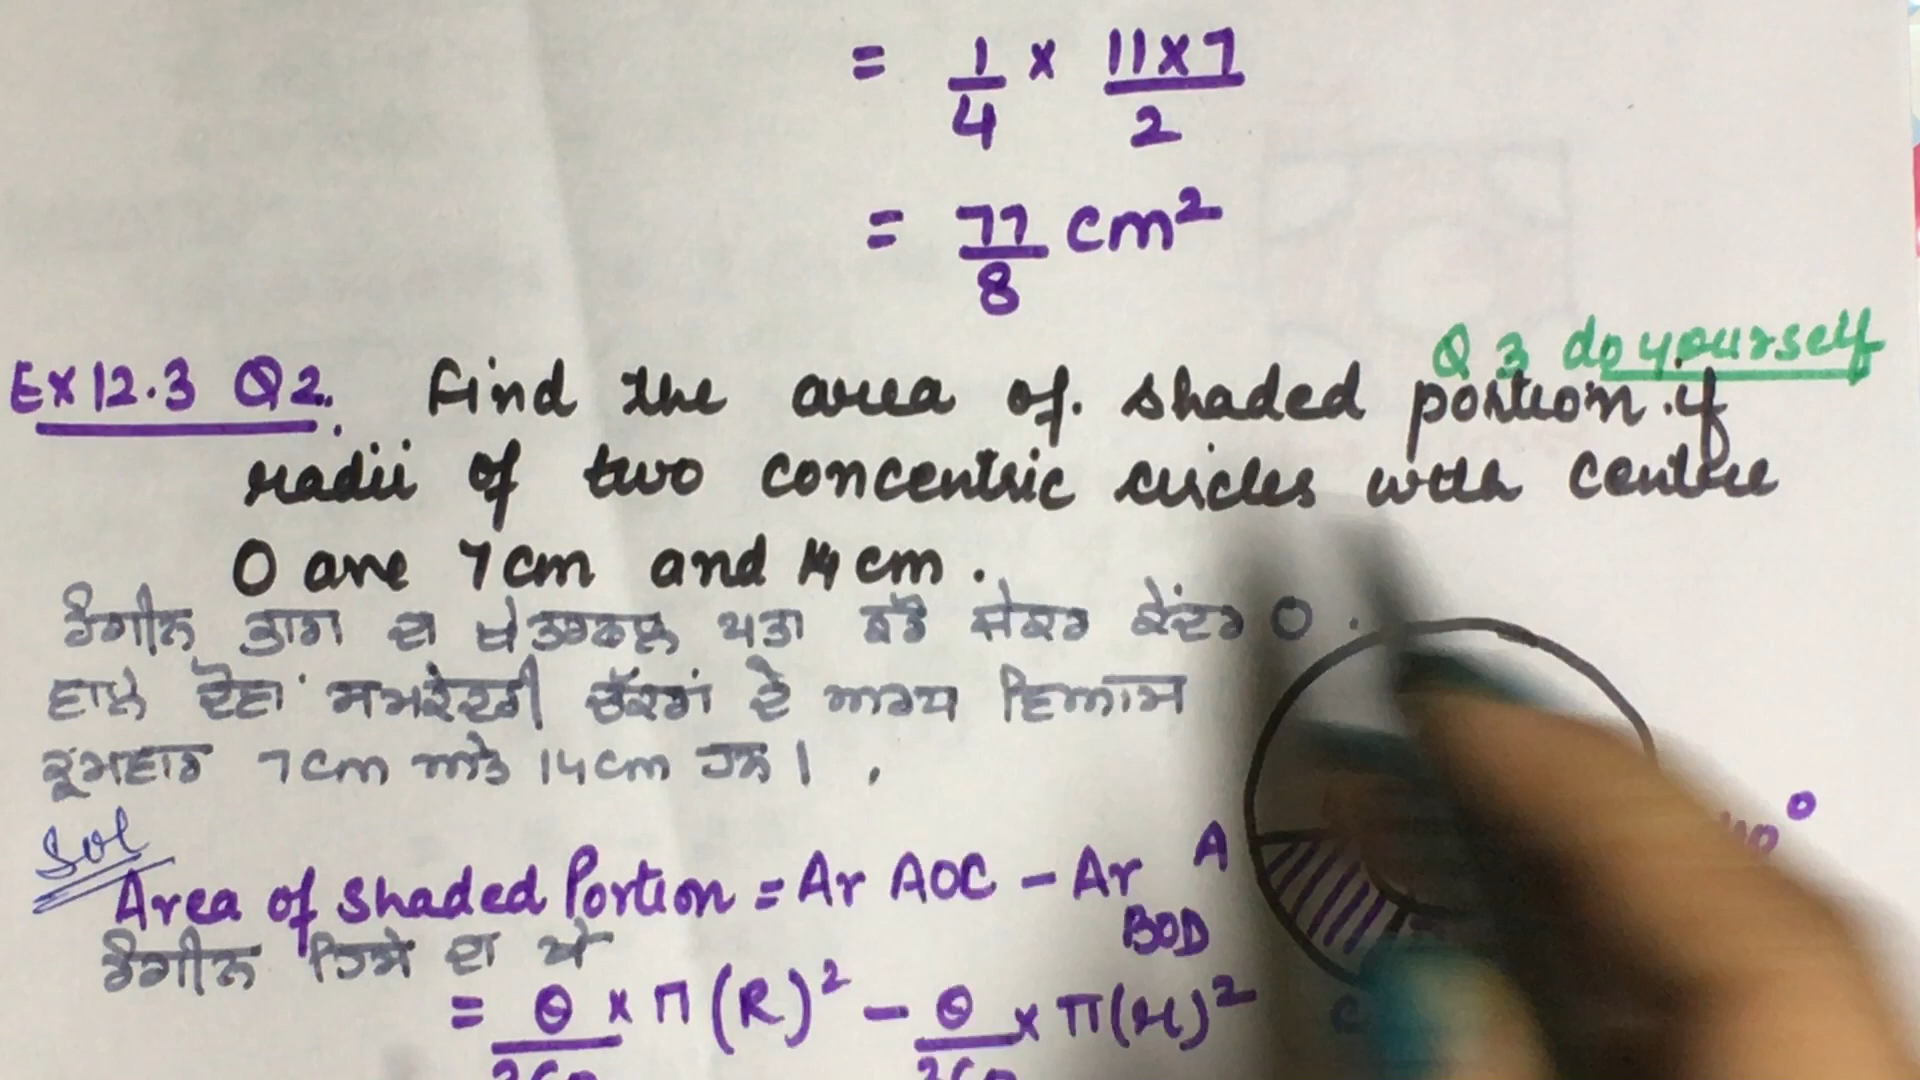 = 1/4 × 11×7/2
= 77/8 cm²
Q 3 do yourself
Ex 12.3 Q2. Find the area of shaded portion if
radii of two concentric circles with centre
O are 7cm and 14 cm.
ਰੰਗੀਨ ਭਾਗ ਦਾ ਖੇਤਰਫਲ ਪਤਾ ਕਰੋ ਜੇਕਰ ਕੇਂਦਰ O
ਵਾਲੇ ਦੋਣਾਂ ਸਮਕੇਂਦਰੀ ਚੱਕਰਾਂ ਦੇ ਅਰਧ ਵਿਆਸ
ਕ੍ਰਮਵਾਰ 7cm ਅਤੇ 14cm ਹਨ।
Sol
Area of shaded Portion = Ar AOC - Ar BOD
ਰੰਗੀਨ ਹਿਸੇ ਦਾ ਖੇ
= θ/360 × π(R)² - θ/360 × π(r)²
A
40°
C